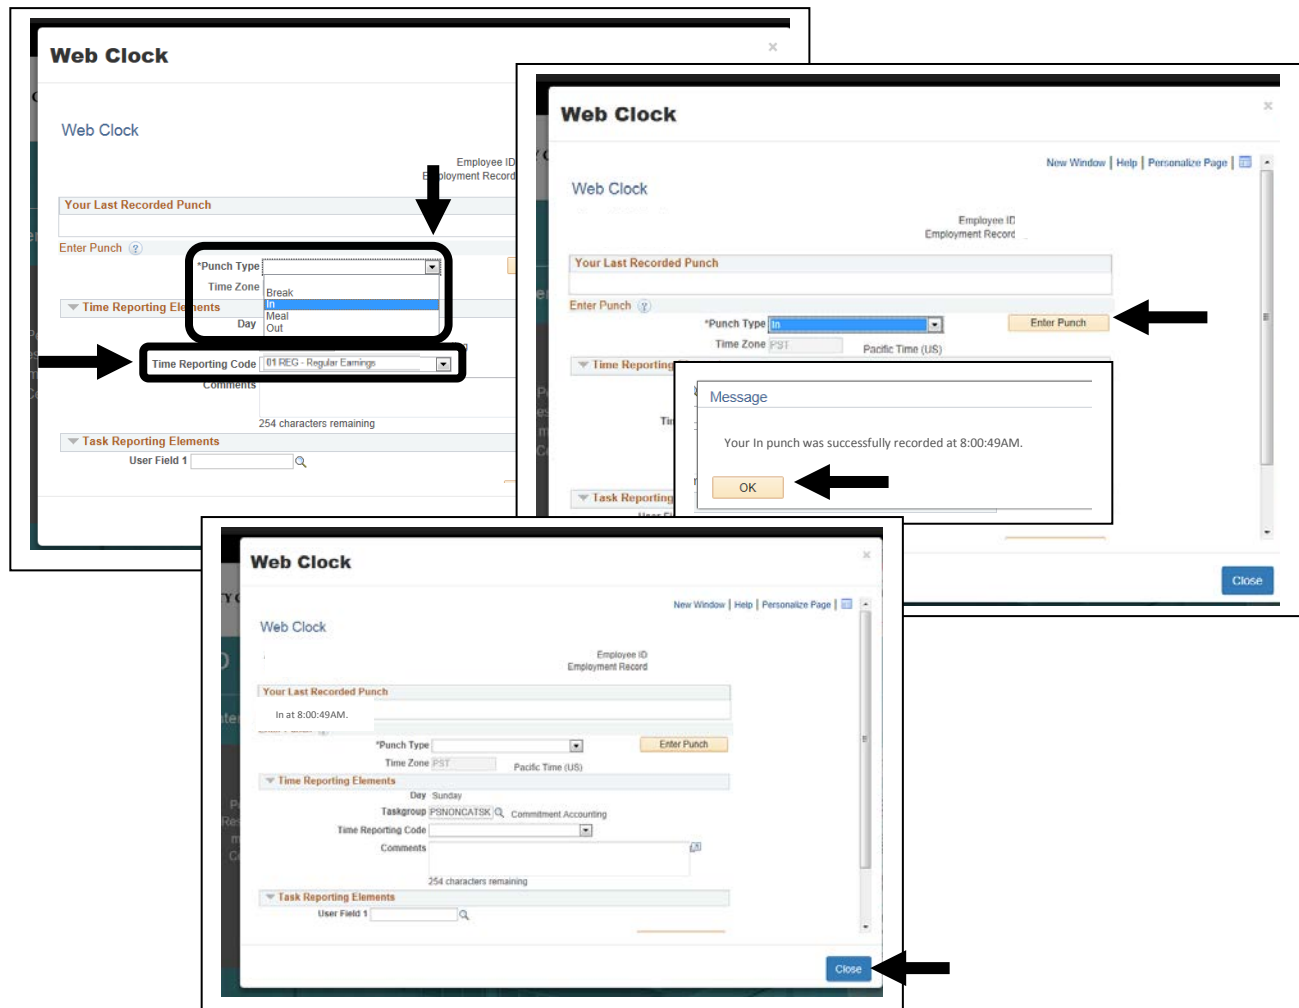 Web Clock
×
Web Clock
Employee ID
Employment Record
Your Last Recorded Punch
Enter Punch ?
*Punch Type
Time Zone
Break
In
Meal
Out
Time Reporting Elements
Day
Time Reporting Code 01 REG - Regular Earnings
Comments
254 characters remaining
Task Reporting Elements
User Field 1
Web Clock
×
New Window | Help | Personalize Page |
Web Clock
Employee ID
Employment Record
Your Last Recorded Punch
Enter Punch ?
*Punch Type In Enter Punch
Time Zone PST Pacific Time (US)
Time Reporting
Message
Your In punch was successfully recorded at 8:00:49AM.
OK
Task Reporting
Close
Web Clock
×
New Window | Help | Personalize Page |
Web Clock
Employee ID
Employment Record
Your Last Recorded Punch
In at 8:00:49AM.
*Punch Type Enter Punch
Time Zone PST Pacific Time (US)
Time Reporting Elements
Day Sunday
Taskgroup PSNONCATSK Commitment Accounting
Time Reporting Code
Comments
254 characters remaining
Task Reporting Elements
User Field 1
Close